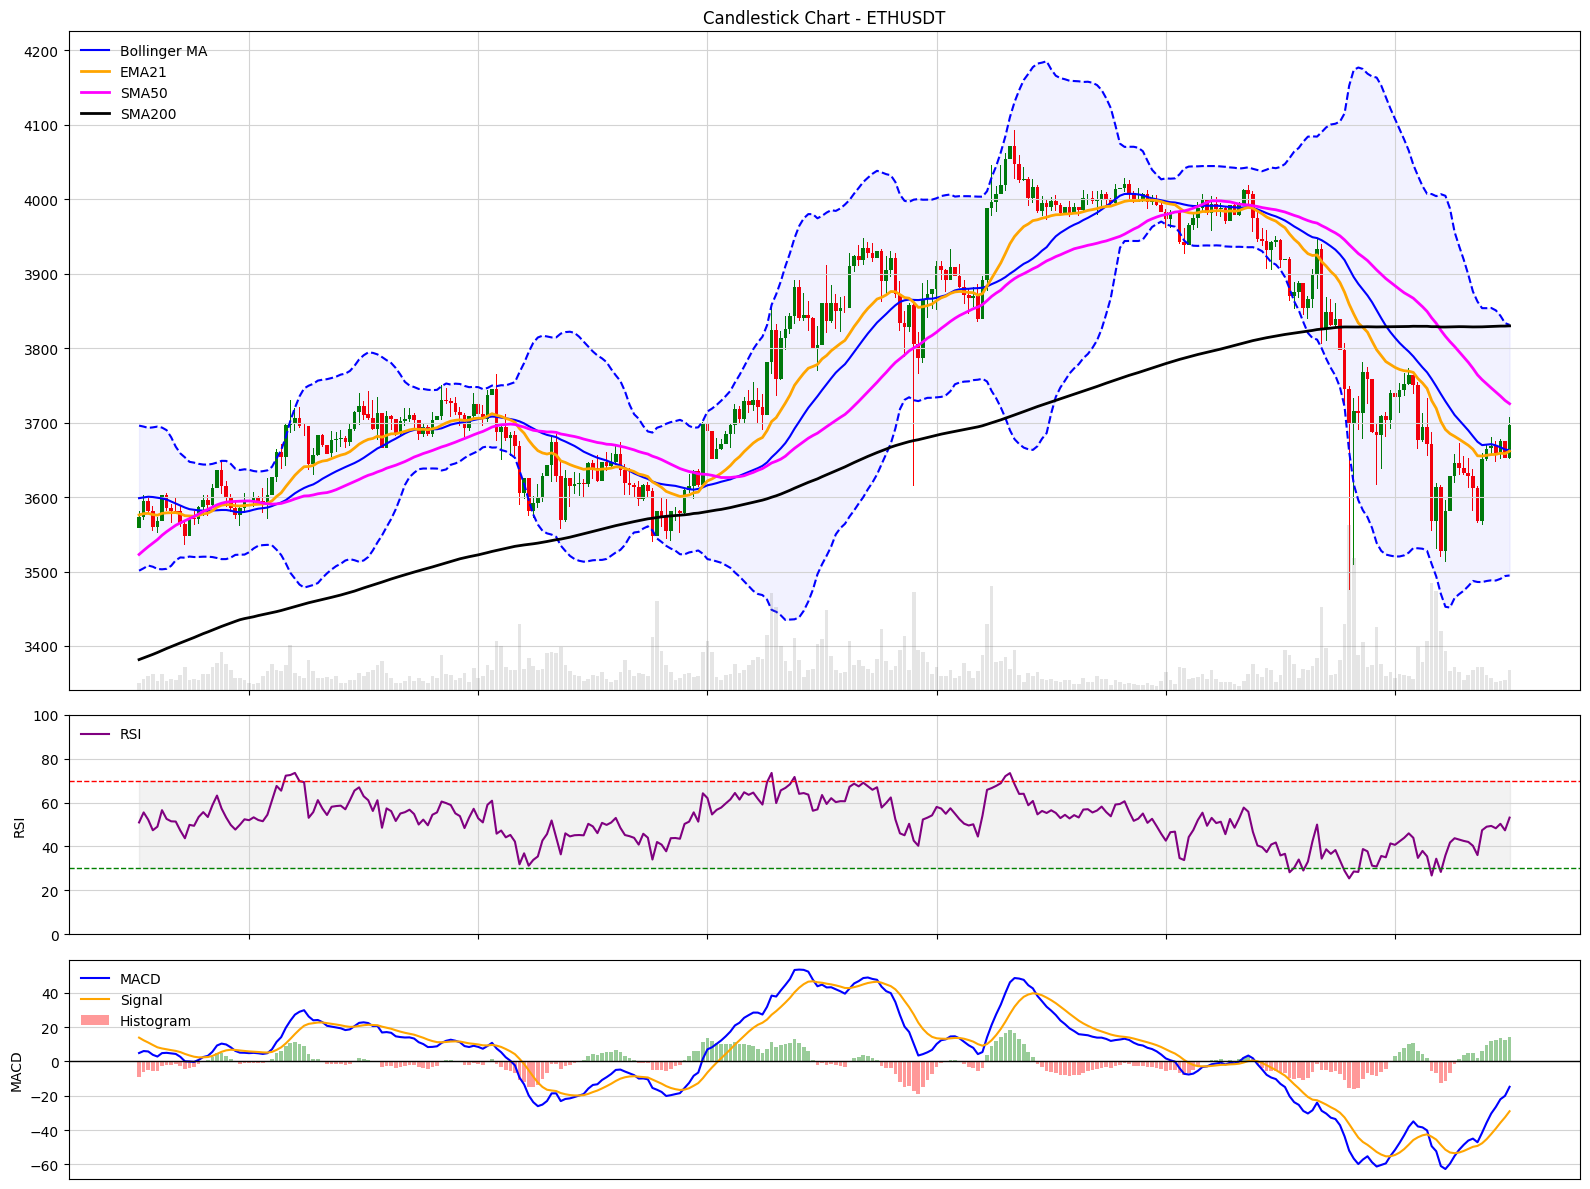 Candlestick Chart - ETHUSDT
4200
4100
4000
3900
3800
3700
3600
3500
3400
Bollinger MA
EMA21
SMA50
SMA200
100
80
60
40
20
0
RSI
RSI
40
20
0
−20
−40
−60
MACD
MACD
Signal
Histogram